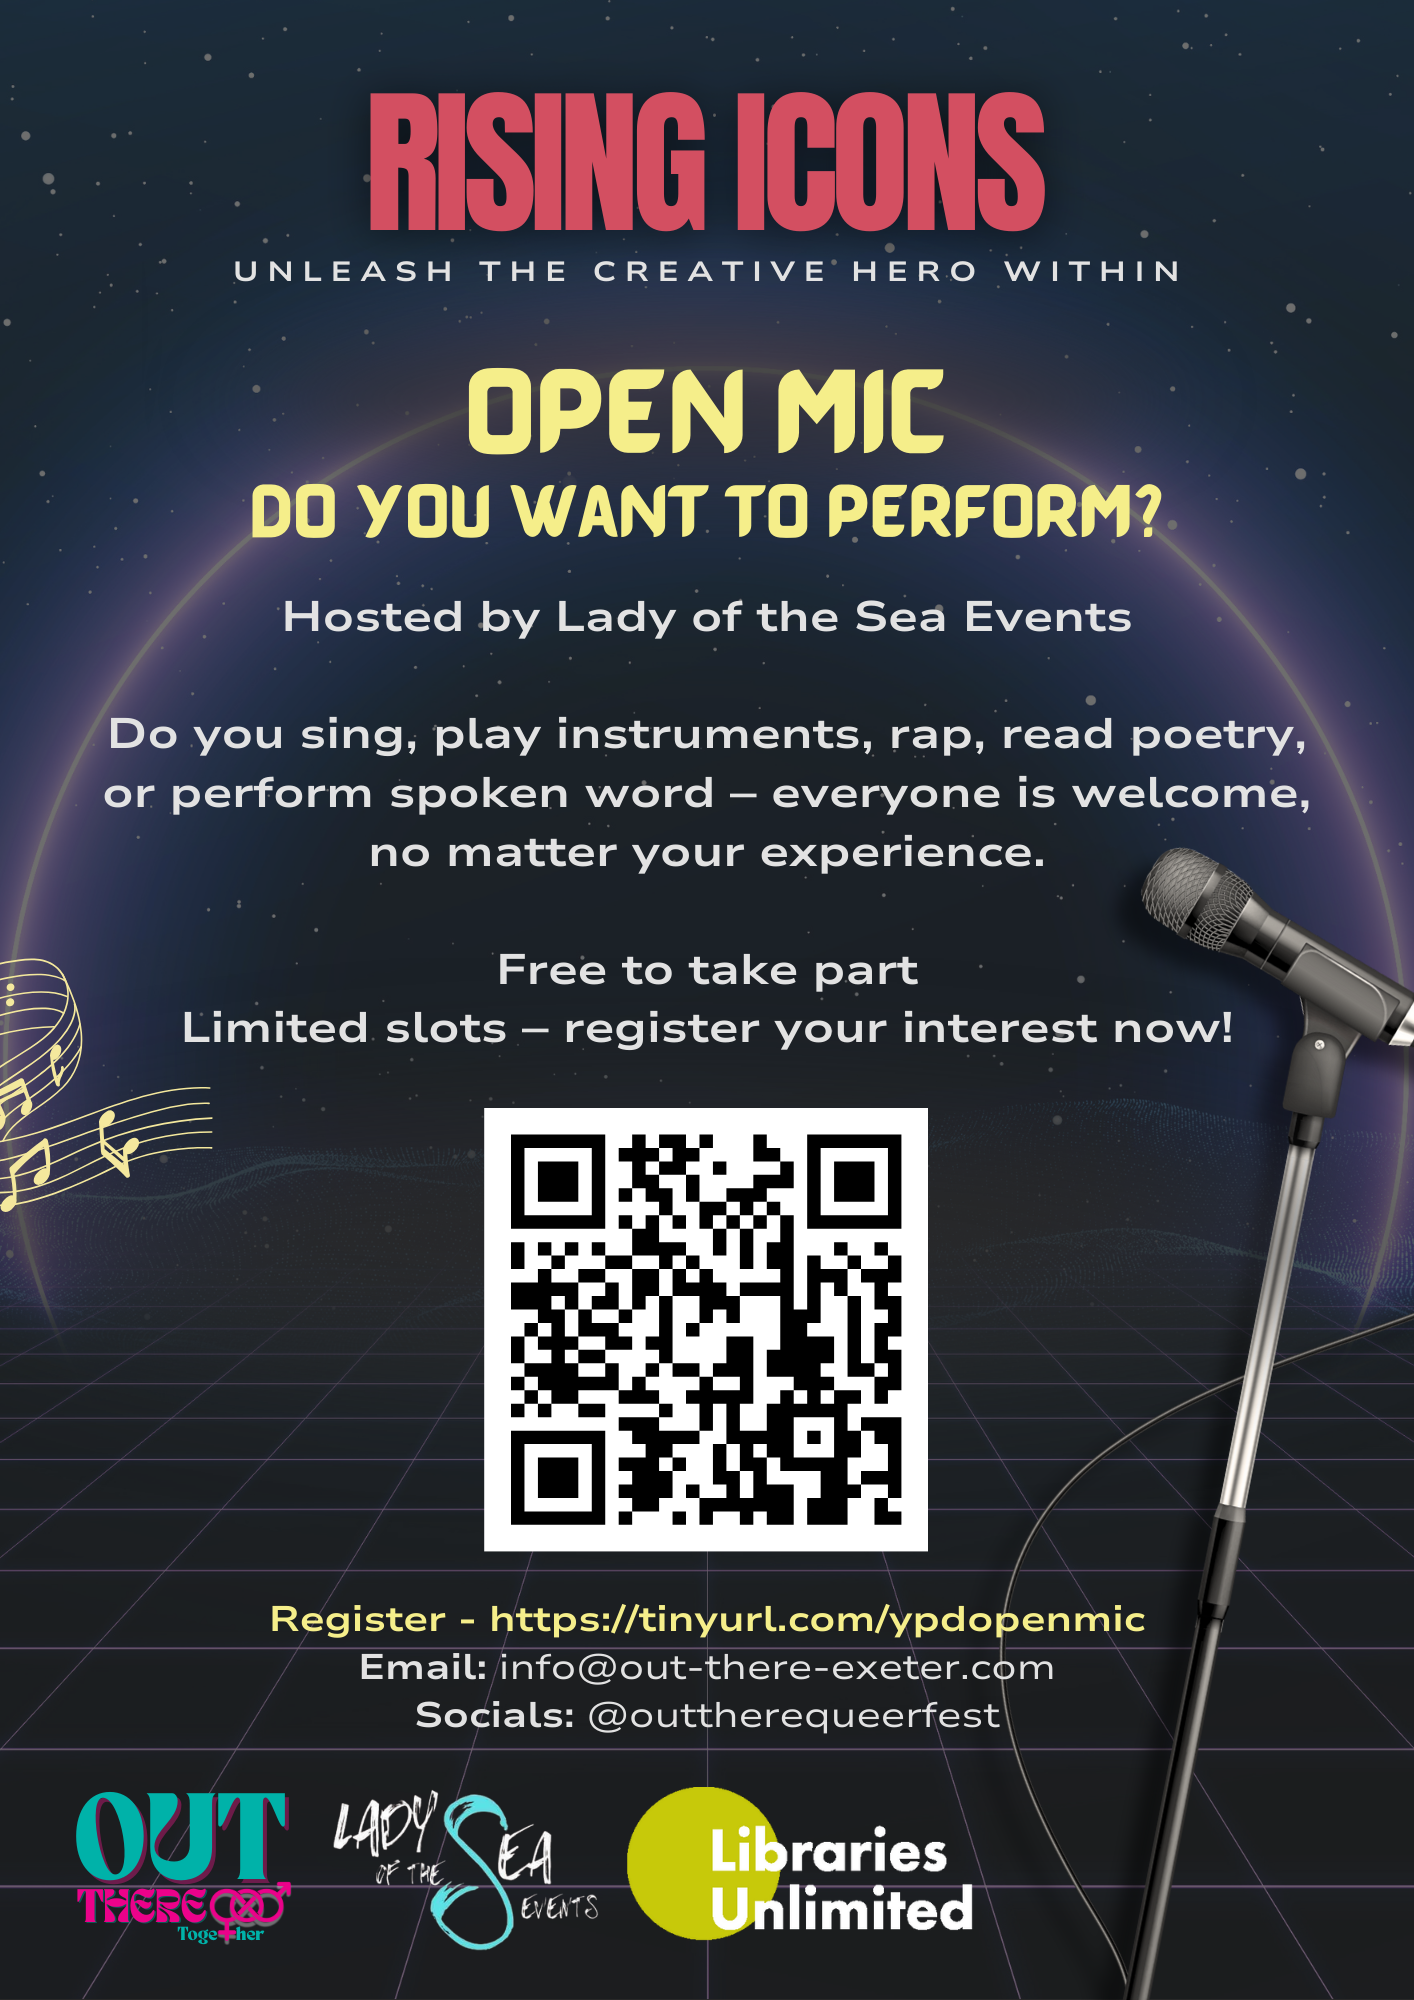 RISING ICONS
UNLEASH THE CREATIVE HERO WITHIN
OPEN MIC
DO YOU WANT TO PERFORM?
Hosted by Lady of the Sea Events
Do you sing, play instruments, rap, read poetry,
or perform spoken word – everyone is welcome,
no matter your experience.
Free to take part
Limited slots – register your interest now!
Register - https://tinyurl.com/ypdopenmic
Email: info@out-there-exeter.com
Socials: @outtherequeerfest
OUT
THERE
Together
LADY
OF THE
SEA
EVENTS
Libraries
Unlimited